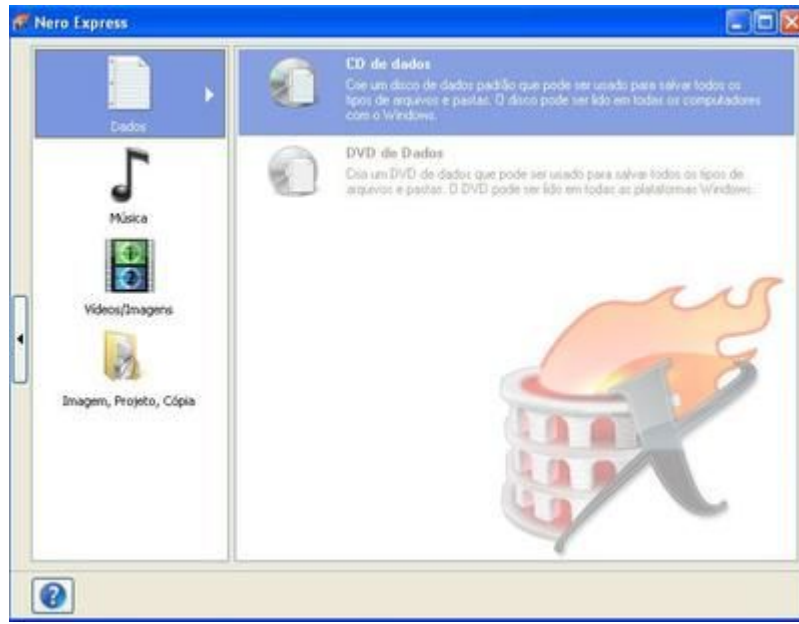 Nero Express
Dados
Música
Vídeos/Imagens
Imagem, Projeto, Cópia
CD de dados
Crie um disco de dados padrão que pode ser usado para salvar todos os
tipos de arquivos e pastas. O disco pode ser lido em todas os computadores
com o Windows.
DVD de Dados
Cria um DVD de dados que pode ser usado para salvar todos os tipos de
arquivos e pastas. O DVD pode ser lido em todas as plataformas Windows.